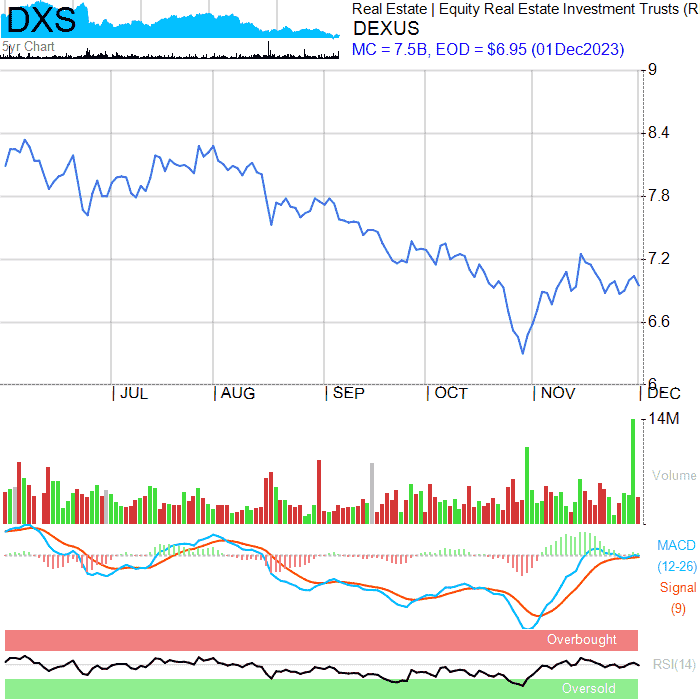 DXS
5yr Chart
Real Estate | Equity Real Estate Investment Trusts (R
DEXUS
MC = 7.5B, EOD = $6.95 (01Dec2023)
9
8.4
7.8
7.2
6.6
6
| JUL | AUG | SEP | OCT | NOV | DEC
14M
Volume
MACD
(12-26)
Signal
(9)
Overbought
RSI(14)
Oversold